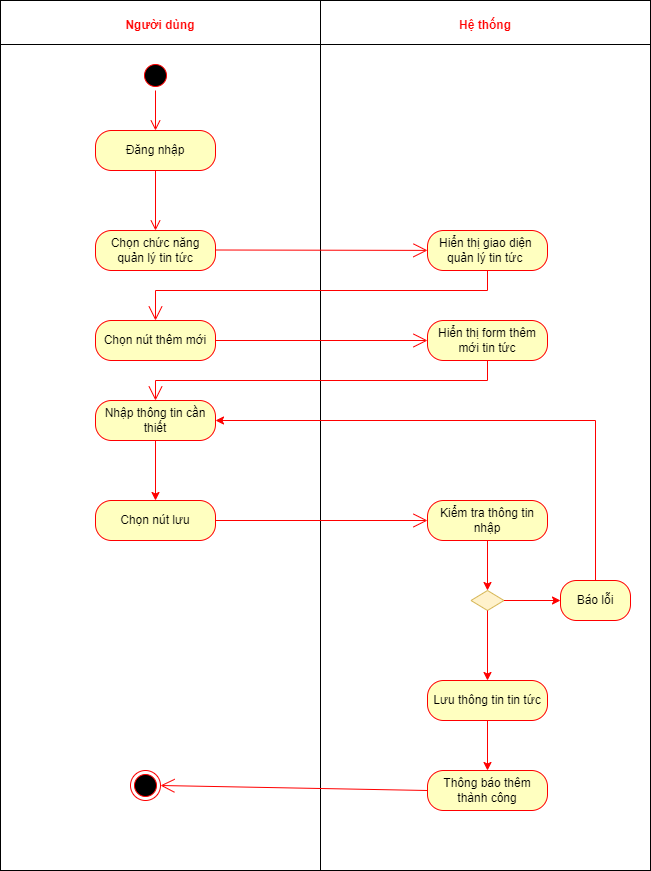 Người dùng
Hệ thống
Đăng nhập
Chọn chức năng
quản lý tin tức
Hiển thị giao diện
quản lý tin tức
Chọn nút thêm mới
Hiển thị form thêm
mới tin tức
Nhập thông tin cần
thiết
Chọn nút lưu
Kiểm tra thông tin
nhập
Báo lỗi
Lưu thông tin tin tức
Thông báo thêm
thành công